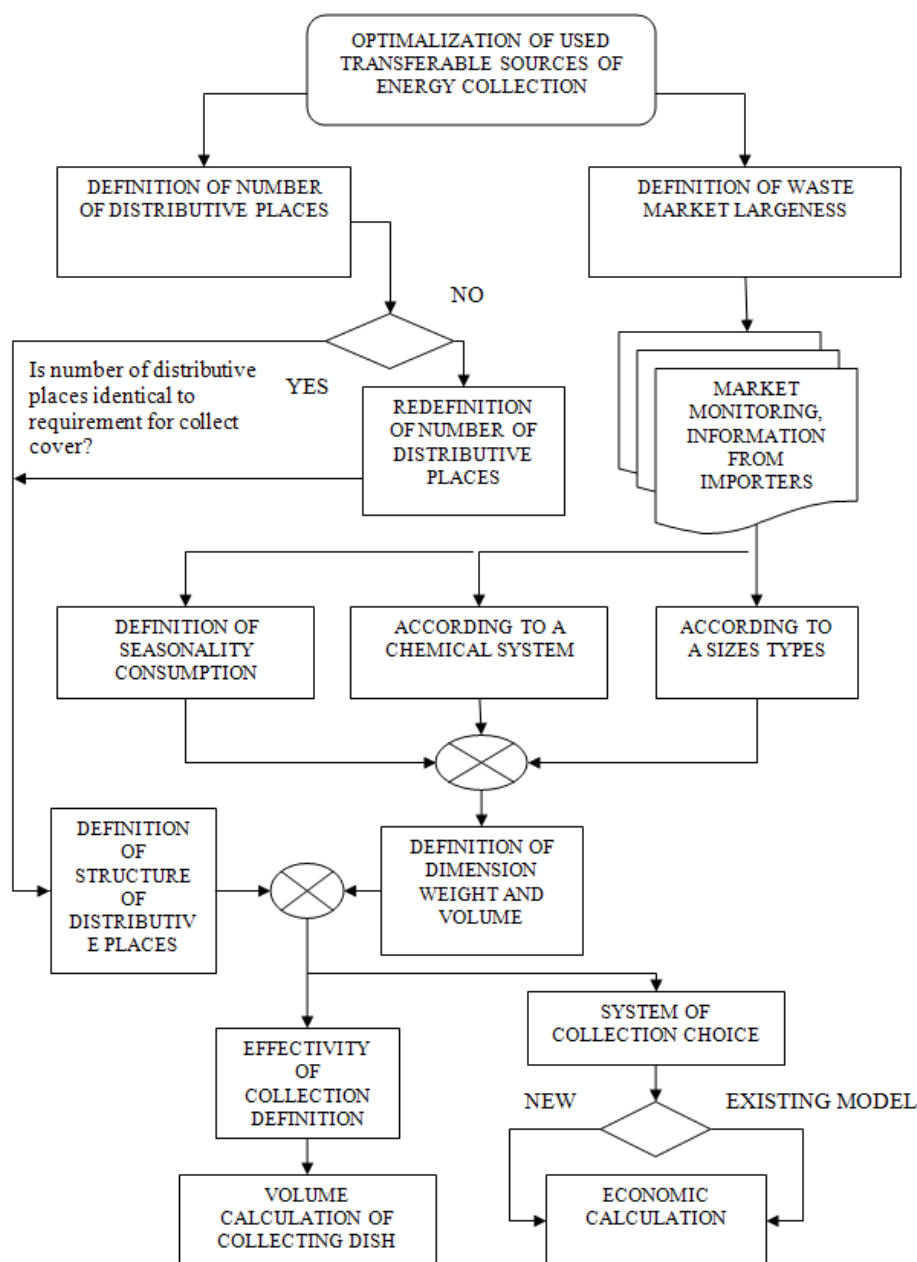 OPTIMALIZATION OF USED
TRANSFERABLE SOURCES OF
ENERGY COLLECTION
DEFINITION OF NUMBER
OF DISTRIBUTIVE PLACES
DEFINITION OF WASTE
MARKET LARGENESS
NO
Is number of distributive
places identical to
requirement for collect
cover?
YES
REDEFINITION
OF NUMBER OF
DISTRIBUTIVE
PLACES
MARKET
MONITORING,
INFORMATION
FROM
IMPORTERS
DEFINITION OF
SEASONALITY
CONSUMPTION
ACCORDING TO A
CHEMICAL SYSTEM
ACCORDING TO
A SIZES TYPES
DEFINITION
OF
STRUCTURE
OF
DISTRIBUTIV
E PLACES
DEFINITION OF
DIMENSION
WEIGHT AND
VOLUME
EFFECTIVITY
OF
COLLECTION
DEFINITION
SYSTEM OF
COLLECTION CHOICE
NEW
EXISTING MODEL
VOLUME
CALCULATION OF
COLLECTING DISH
ECONOMIC
CALCULATION